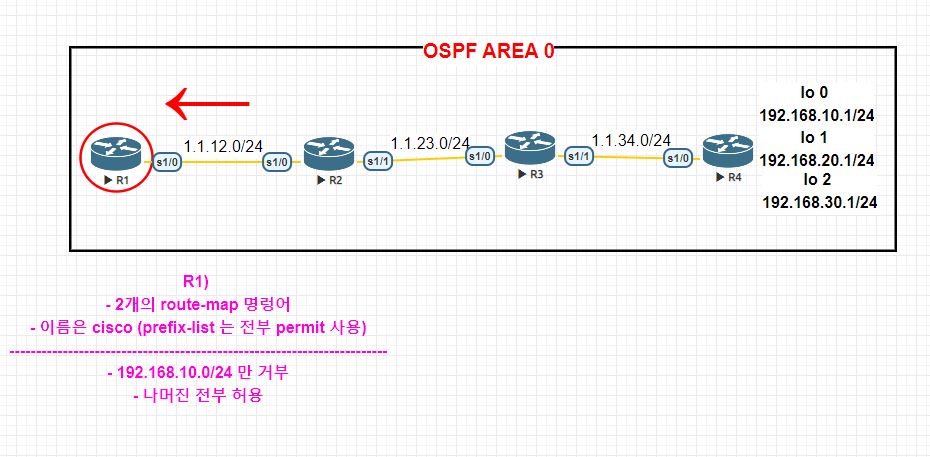 OSPF AREA 0
lo 0
192.168.10.1/24
lo 1
192.168.20.1/24
lo 2
192.168.30.1/24
1.1.12.0/24
1.1.23.0/24
1.1.34.0/24
s1/0
s1/0
s1/1
s1/0
s1/1
s1/0
R1
R2
R3
R4
R1)
- 2개의 route-map 명렁어
- 이름은 cisco (prefix-list 는 전부 permit 사용)
- 192.168.10.0/24 만 거부
- 나머진 전부 허용